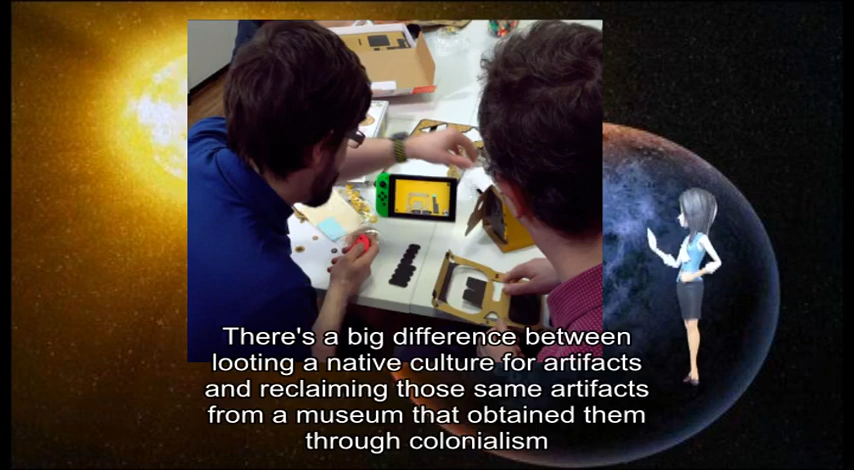 There's a big difference between
looting a native culture for artifacts
and reclaiming those same artifacts
from a museum that obtained them
through colonialism